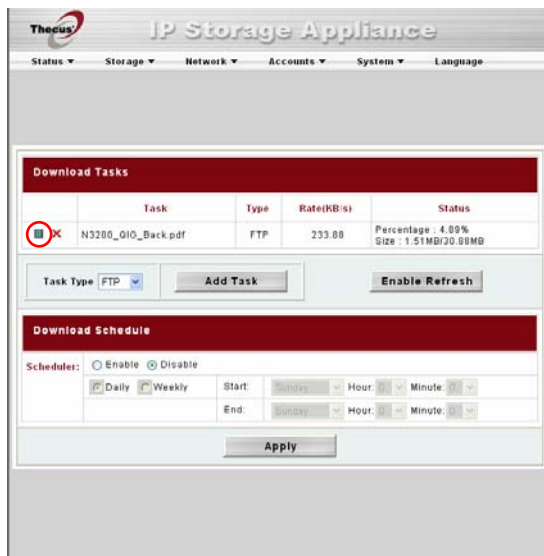 Thecus
IP Storage Appliance
Status Storage Network Accounts System Language
Download Tasks
Task Type Rate(KB/s) Status
N3200_QIG_Back.pdf FTP 233.88 Percentage : 4.89%
Size : 1.51MB/30.88MB
Task Type FTP Add Task Enable Refresh
Download Schedule
Scheduler: Enable Disable
Daily Weekly Start: Sunday Hour: 0 Minute: 0
End: Sunday Hour: 0 Minute: 0
Apply